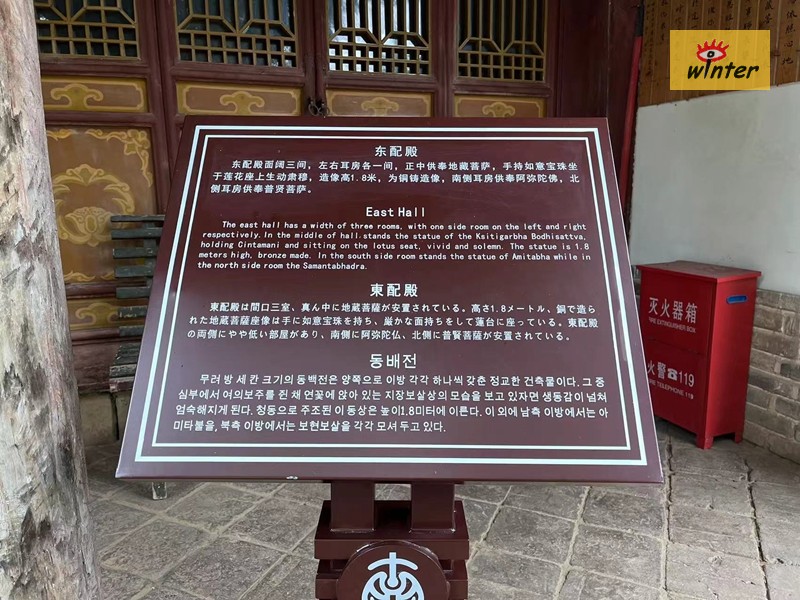 winter
东配殿
东配殿面阔三间，左右耳房各一间，正中供奉地藏菩萨，手持如意宝珠坐
于莲花座上生动肃穆，造像高1.8米，为铜铸造像，南侧耳房供奉阿弥陀佛，北
侧耳房供奉普贤菩萨。
East Hall
The east hall has a width of three rooms, with one side room on the left and right
respectively. In the middle of hall stands the statue of the Ksitigarbha Bodhisattva,
holding Cintamani and sitting on the lotus seat, vivid and solemn. The statue is 1.8
meters high, bronze made. In the south side room stands the statue of Amitabha while in
the north side room the Samantabhadra.
東配殿
東配殿は間口三室、真ん中に地蔵菩薩が安置されている。高さ1.8メートル、銅で造ら
れた地蔵菩薩座像は手に如意宝珠を持ち、厳かな面持ちをして蓮台に座っている。東配殿
の両側にやや低い部屋があり、南側に阿弥陀仏、北側に普賢菩薩が安置されている。
동배전
무려 방 세 칸 크기의 동백전은 양쪽으로 이방 각각 하나씩 갖춘 정교한 건축물이다. 그 중
심부에서 여의보주를 쥔 채 연꽃에 앉아 있는 지장보살상의 모습을 보고 있자면 생동감이 넘쳐
엄숙해지게 된다. 청동으로 주조된 이 동상은 높이1.8미터에 이른다. 이 외에 남측 이방에서는 아
미타불을, 북측 이방에서는 보현보살을 각각 모셔 두고 있다.
灭火器箱
FIRE EXTINGUISHER
火警☎119
FIRE TELEPHONE 119